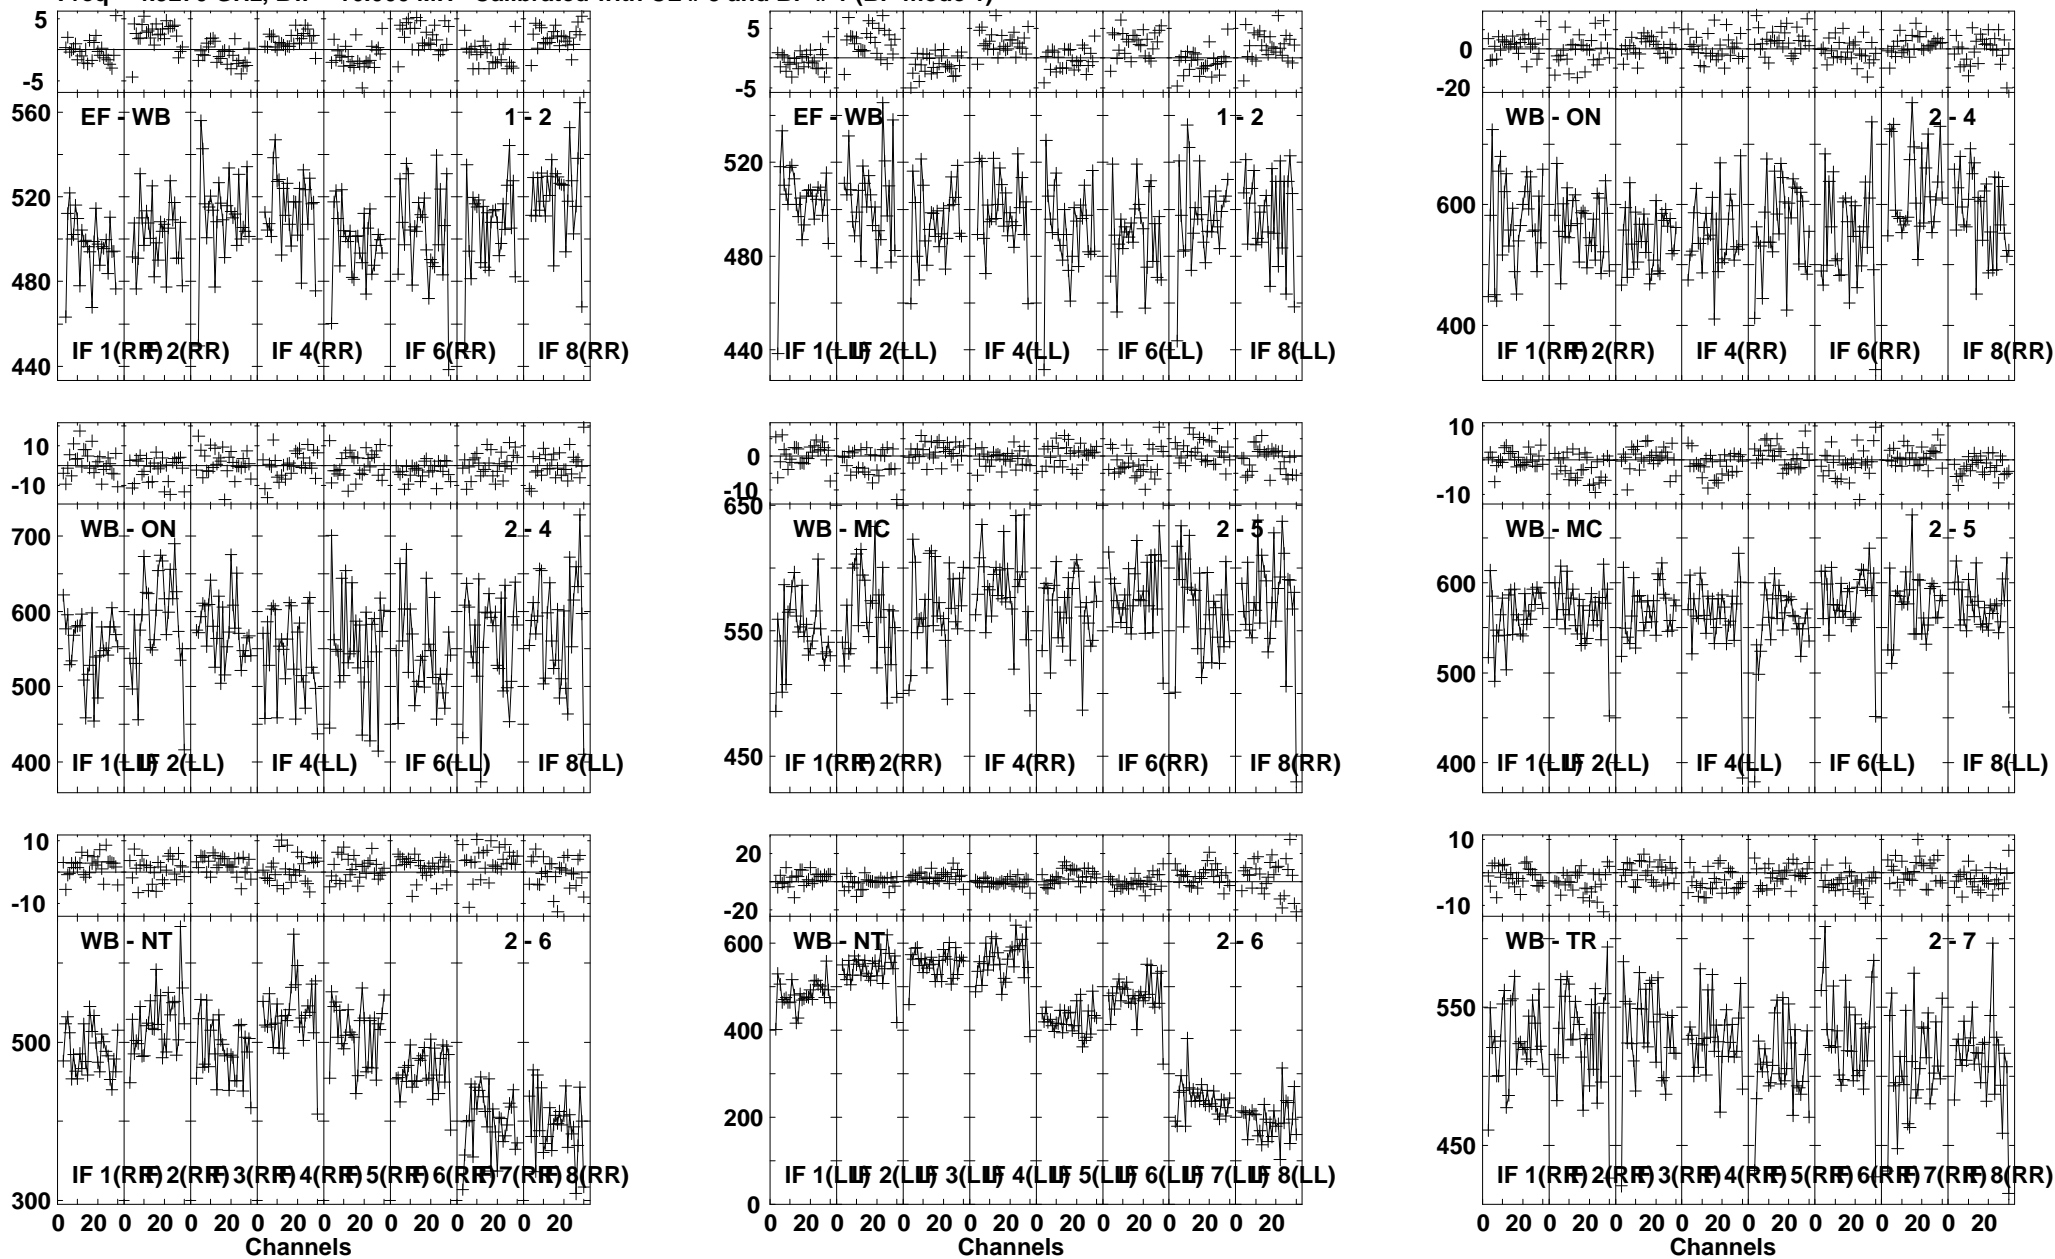 5
-5
560
520
480
440
EF - WB
1 - 2
IF 1(RR)
IF 2(RR)
IF 4(RR)
IF 6(RR)
IF 8(RR)
5
-5
520
480
440
EF - WB
1 - 2
IF 1(LL)
IF 2(LL)
IF 4(LL)
IF 6(LL)
IF 8(LL)
0
-20
600
400
WB - ON
2 - 4
IF 1(RR)
IF 2(RR)
IF 4(RR)
IF 6(RR)
IF 8(RR)
10
-10
700
600
500
400
WB - ON
2 - 4
IF 1(LL)
IF 2(LL)
IF 4(LL)
IF 6(LL)
IF 8(LL)
0
-10
650
550
450
WB - MC
2 - 5
IF 1(RR)
IF 2(RR)
IF 4(RR)
IF 6(RR)
IF 8(RR)
10
-10
600
500
400
WB - MC
2 - 5
IF 1(LL)
IF 2(LL)
IF 4(LL)
IF 6(LL)
IF 8(LL)
10
-10
500
300
WB - NT
2 - 6
IF 1(RR)
IF 2(RR)
IF 3(RR)
IF 4(RR)
IF 5(RR)
IF 6(RR)
IF 7(RR)
IF 8(RR)
0 20 0 20 0 20 0 20 0 20 0 20 0 20 0 20
Channels
20
-20
600
400
200
0
WB - NT
2 - 6
IF 1(LL)
IF 2(LL)
IF 3(LL)
IF 4(LL)
IF 5(LL)
IF 6(LL)
IF 7(LL)
IF 8(LL)
0 20 0 20 0 20 0 20 0 20 0 20 0 20 0 20
Channels
10
-10
550
450
WB - TR
2 - 7
IF 1(RR)
IF 2(RR)
IF 3(RR)
IF 4(RR)
IF 5(RR)
IF 6(RR)
IF 7(RR)
IF 8(RR)
0 20 0 20 0 20 0 20 0 20 0 20 0 20 0 20
Channels